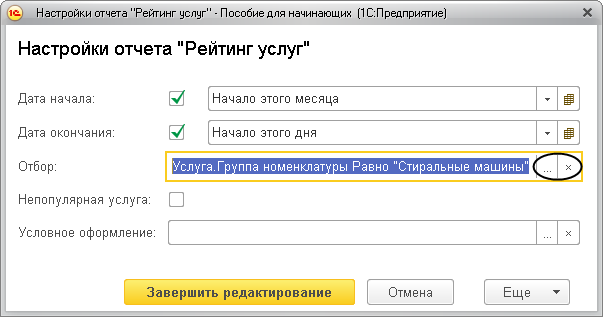 Настройки отчета "Рейтинг услуг" - Пособие для начинающих (1С:Предприятие)
Настройки отчета "Рейтинг услуг"
Дата начала: Начало этого месяца
Дата окончания: Начало этого дня
Отбор: Услуга.Группа номенклатуры Равно "Стиральные машины" ... ×
Непопулярная услуга:
Условное оформление: ... ×
Завершить редактирование Отмена Еще